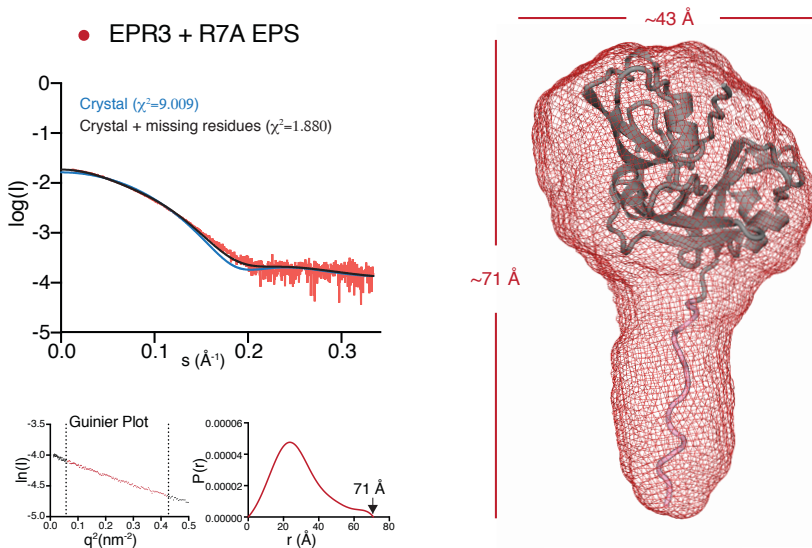 EPR3 + R7A EPS
Crystal (χ²=9.009)
Crystal + missing residues (χ²=1.880)
log(I)
0
-1
-2
-3
-4
-5
0.0
0.1
0.2
0.3
s (Å⁻¹)
Guinier Plot
ln(I)
-3.5
-4.0
-4.5
-5.0
0.0
0.1
0.2
0.3
0.4
0.5
q²(nm⁻²)
P(r)
0.00006
0.00004
0.00002
0.00000
71 Å
0
20
40
60
80
r (Å)
~43 Å
~71 Å